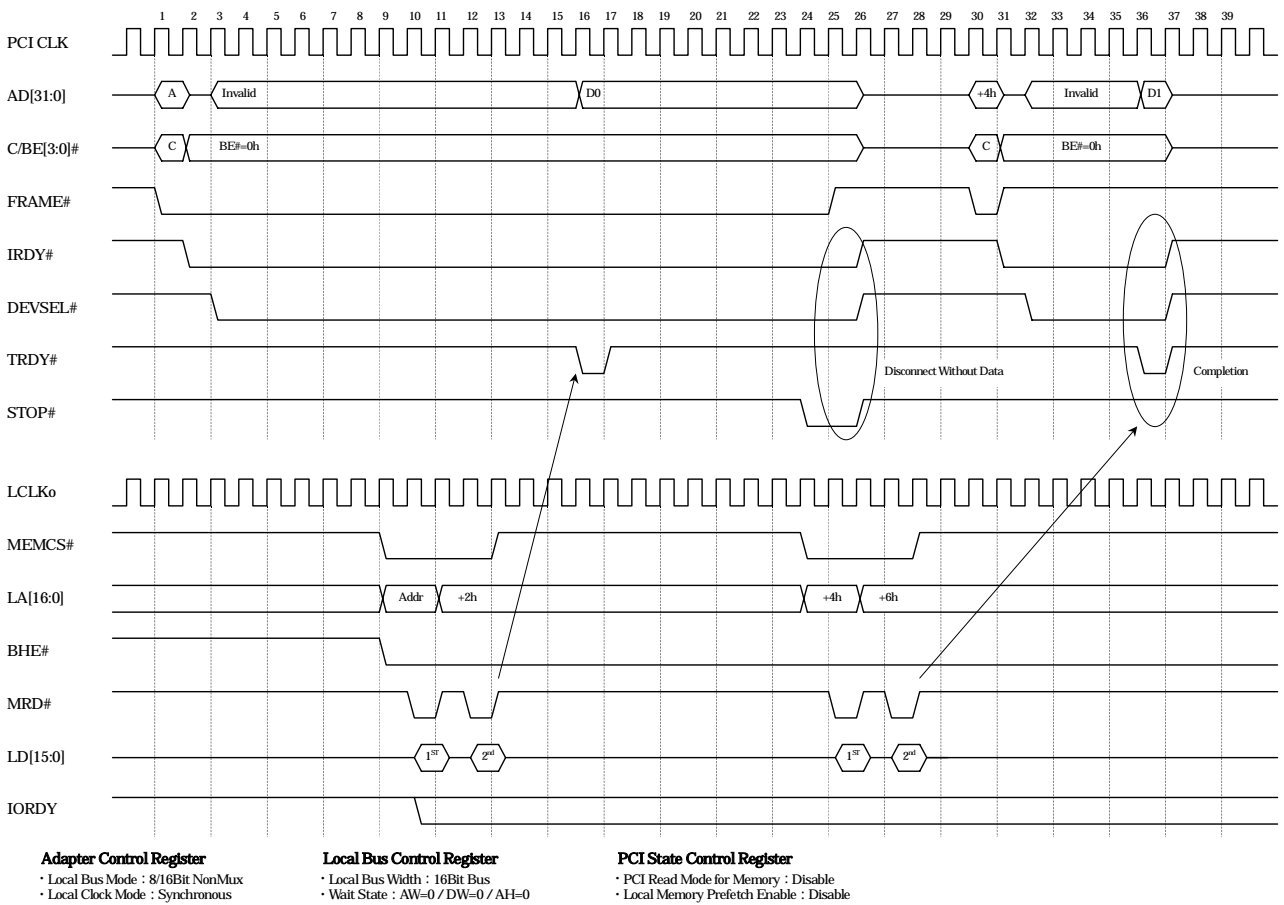 1 2 3 4 5 6 7 8 9 10 11 12 13 14 15 16 17 18 19 20 21 22 23 24 25 26 27 28 29 30 31 32 33 34 35 36 37 38 39
PCI CLK
AD[31:0] A Invalid D0 +4h Invalid D1
C/BE[3:0]# C BE#=0h C BE#=0h
FRAME#
IRDY#
DEVSEL#
TRDY#
Disconnect Without Data Completion
STOP#
LCLKo
MEMCS#
LA[16:0] Addr +2h +4h +6h
BHE#
MRD#
LD[15:0] 1ST 2nd 1ST 2nd
IORDY
Adapter Control Register
・Local Bus Mode : 8/16Bit NonMux
・Local Clock Mode : Synchronous
Local Bus Control Register
・Local Bus Width : 16Bit Bus
・Wait State : AW=0 / DW=0 / AH=0
PCI State Control Register
・PCI Read Mode for Memory : Disable
・Local Memory Prefetch Enable : Disable